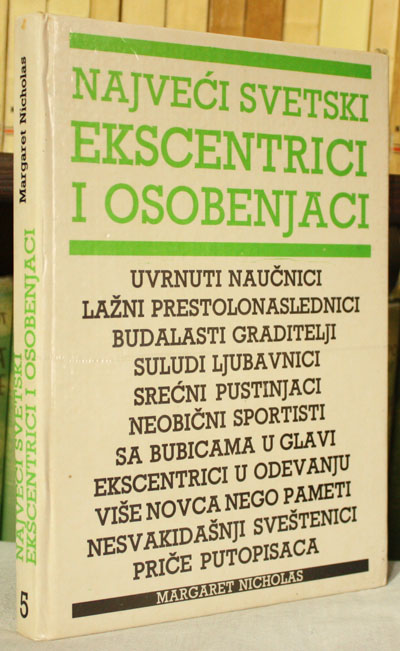 NAJVEĆI SVETSKI
EKSCENTRICI
I OSOBENJACI
UVRNUTI NAUČNICI
LAŽNI PRESTOLONASLEDNICI
BUDALASTI GRADITELJI
SULUDI LJUBAVNICI
SREĆNI PUSTINJACI
NEOBIČNI SPORTISTI
SA BUBICAMA U GLAVI
EKSCENTRICI U ODEVANJU
VIŠE NOVCA NEGO PAMETI
NESVAKIDAŠNJI SVEŠTENICI
PRIČE PUTOPISACA
MARGARET NICHOLAS
Margaret Nicholas
NAJVEĆI SVETSKI
EKSCENTRICI I OSOBENJACI
5